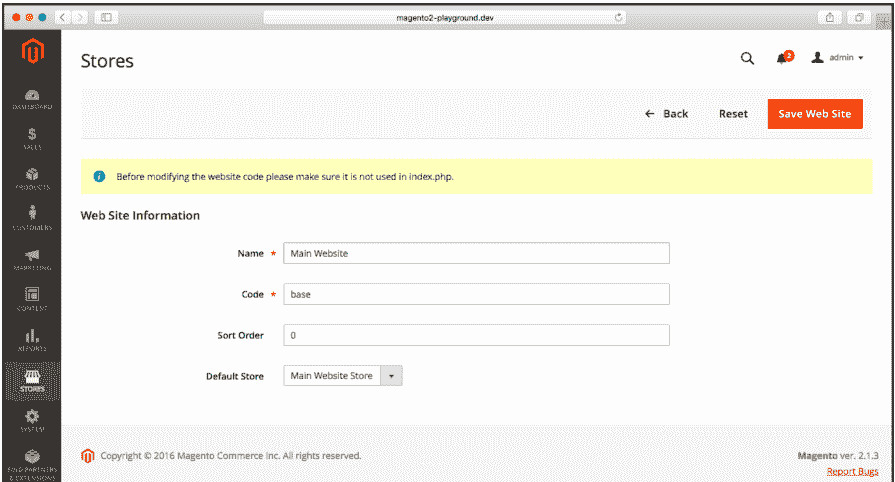 magento2-playground.dev
Stores
2
admin
DASHBOARD
SALES
PRODUCTS
CUSTOMERS
MARKETING
CONTENT
REPORTS
STORES
SYSTEM
FIND PARTNERS
& EXTENSIONS
Back
Reset
Save Web Site
Before modifying the website code please make sure it is not used in index.php.
Web Site Information
Name * Main Website
Code * base
Sort Order 0
Default Store Main Website Store
Copyright © 2016 Magento Commerce Inc. All rights reserved.
Magento ver. 2.1.3
Report Bugs